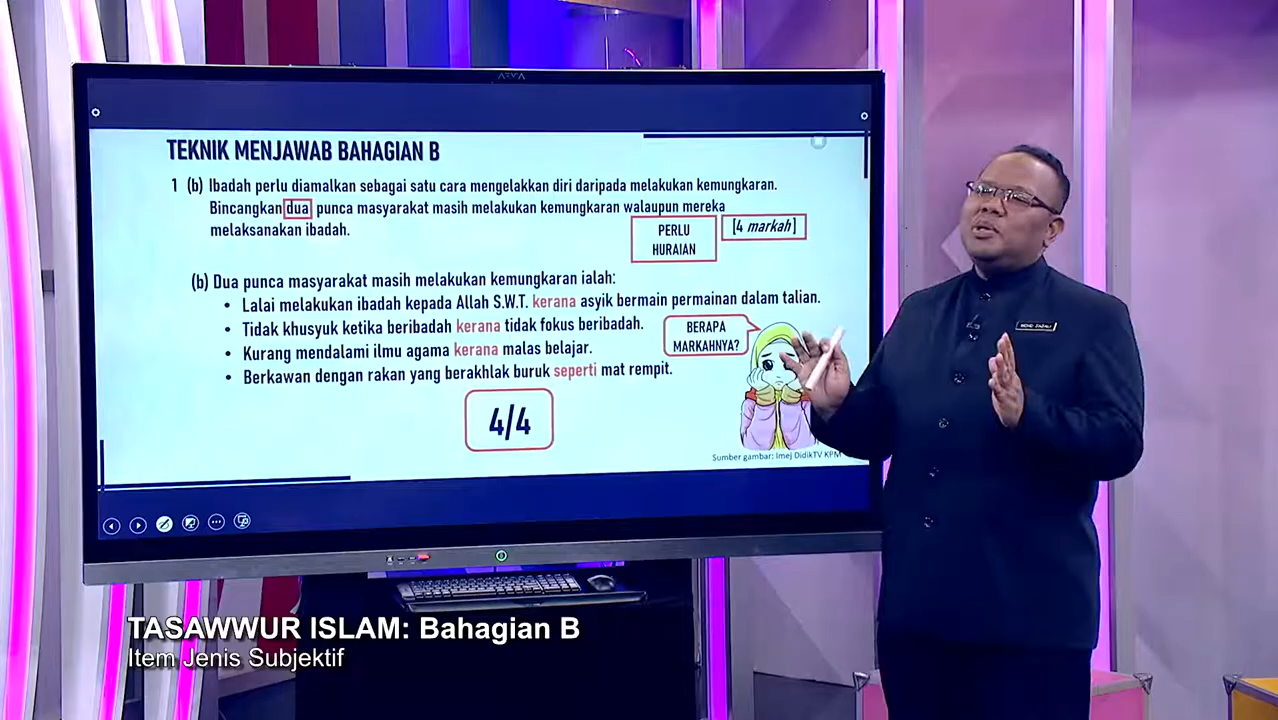 TEKNIK MENJAWAB BAHAGIAN B
1 (b) Ibadah perlu diamalkan sebagai satu cara mengelakkan diri daripada melakukan kemungkaran.
Bincangkan dua punca masyarakat masih melakukan kemungkaran walaupun mereka
melaksanakan ibadah.
[4 markah]
PERLU
HURAIAN
(b) Dua punca masyarakat masih melakukan kemungkaran ialah:
• Lalai melakukan ibadah kepada Allah S.W.T. kerana asyik bermain permainan dalam talian.
• Tidak khusyuk ketika beribadah kerana tidak fokus beribadah.
• Kurang mendalami ilmu agama kerana malas belajar.
• Berkawan dengan rakan yang berakhlak buruk seperti mat rempit.
BERAPA
MARKAHNYA?
4/4
Sumber gambar: Imej DidikTV KPM
TASAWWUR ISLAM: Bahagian B
Item Jenis Subjektif